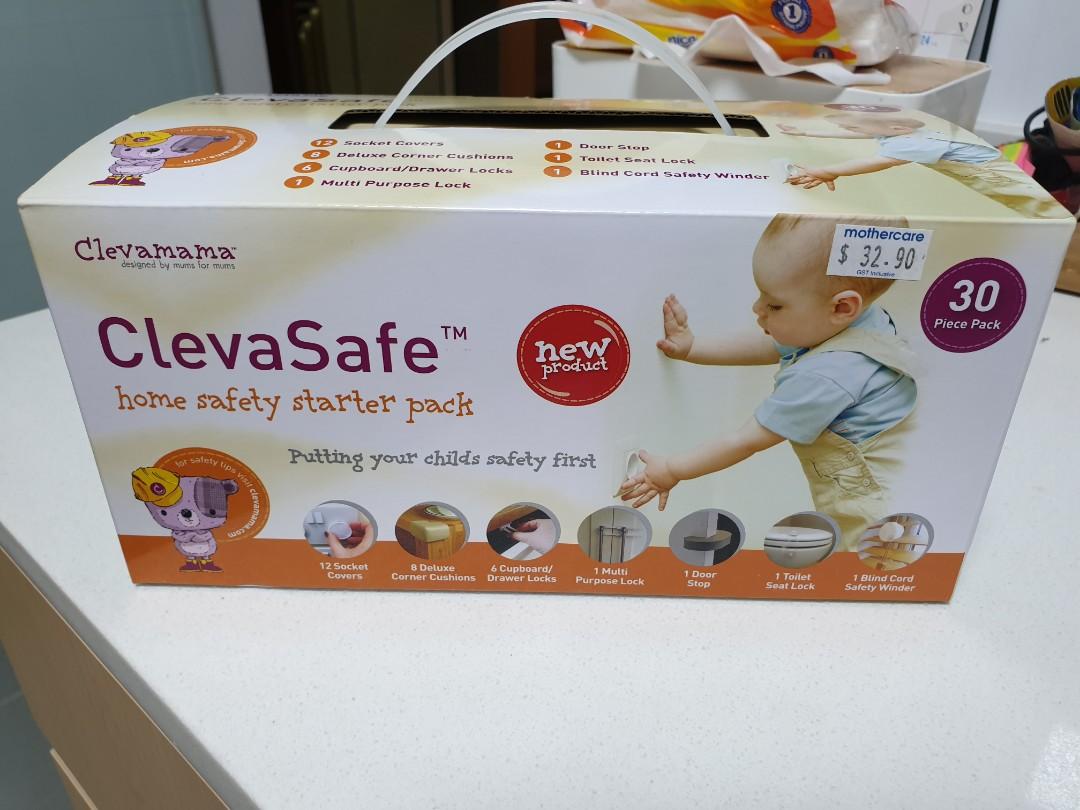 ClevaSafe
12 Socket Covers
8 Deluxe Corner Cushions
6 Cupboard/Drawer Locks
1 Multi Purpose Lock
1 Door Stop
1 Toilet Seat Lock
1 Blind Cord Safety Winder
Clevamama™
designed by mums for mums
mothercare
$ 32.90
GST Inclusive
30
Piece Pack
ClevaSafe™
new
product
home safety starter pack
Putting your childs safety first
for safety tips visit clevamama.com
12 Socket
Covers
8 Deluxe
Corner Cushions
6 Cupboard/
Drawer Locks
1 Multi
Purpose Lock
1 Door
Stop
1 Toilet
Seat Lock
1 Blind Cord
Safety Winder